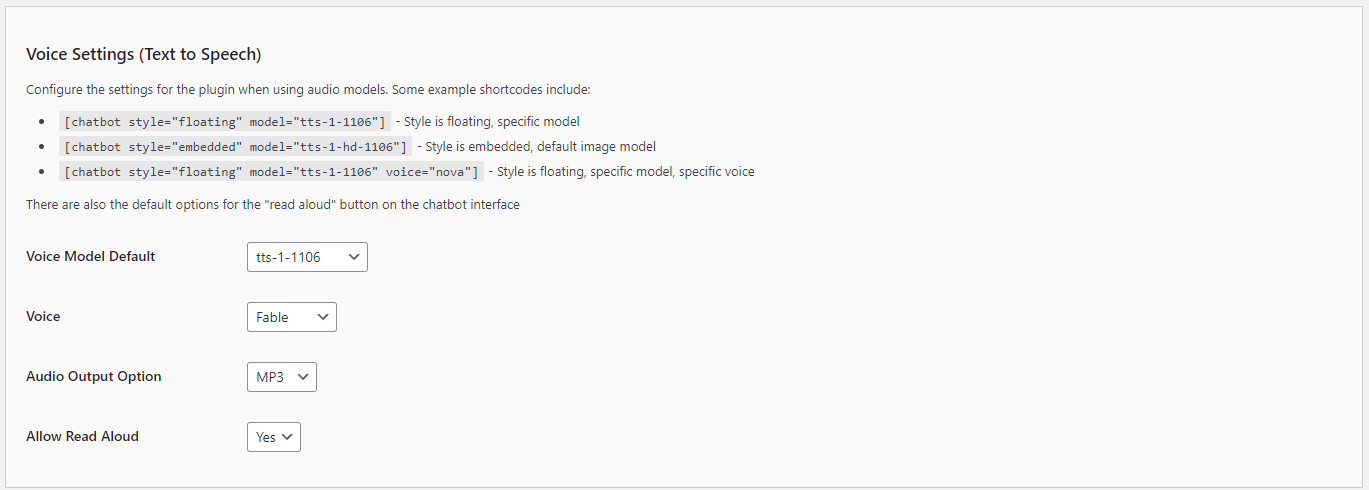 Voice Settings (Text to Speech)
Configure the settings for the plugin when using audio models. Some example shortcodes include:
[chatbot style="floating" model="tts-1-1106"] - Style is floating, specific model
[chatbot style="embedded" model="tts-1-hd-1106"] - Style is embedded, default image model
[chatbot style="floating" model="tts-1-1106" voice="nova"] - Style is floating, specific model, specific voice
There are also the default options for the "read aloud" button on the chatbot interface
Voice Model Default tts-1-1106
Voice Fable
Audio Output Option MP3
Allow Read Aloud Yes